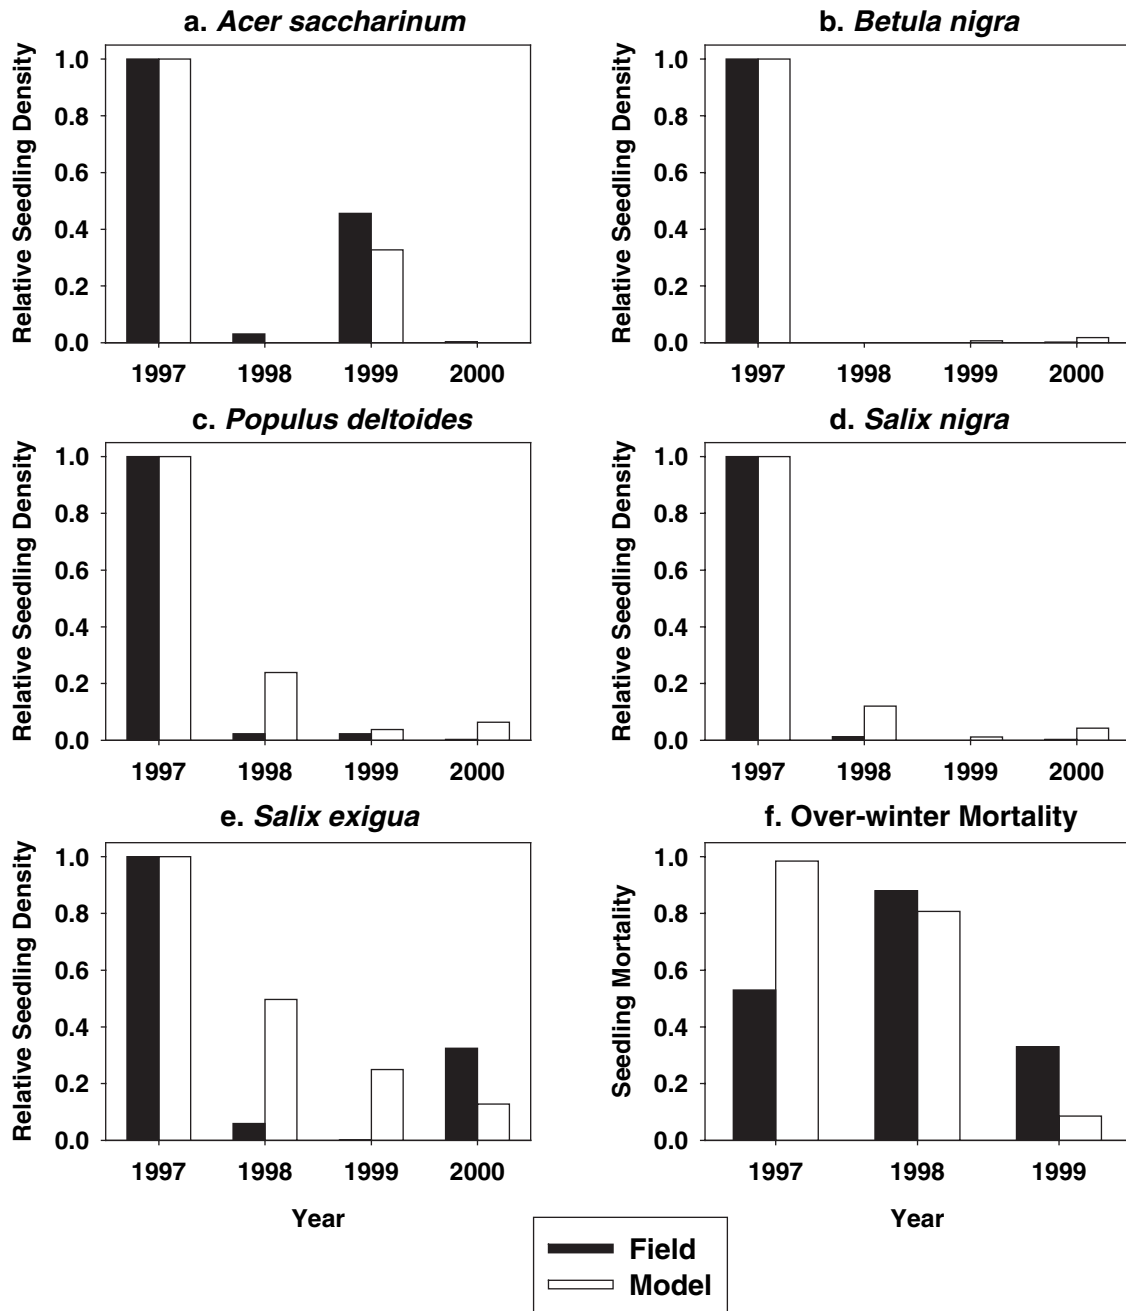 a. Acer saccharinum
Relative Seedling Density
1.0
0.8
0.6
0.4
0.2
0.0
1997 1998 1999 2000
b. Betula nigra
Relative Seedling Density
1.0
0.8
0.6
0.4
0.2
0.0
1997 1998 1999 2000
c. Populus deltoides
Relative Seedling Density
1.0
0.8
0.6
0.4
0.2
0.0
1997 1998 1999 2000
d. Salix nigra
Relative Seedling Density
1.0
0.8
0.6
0.4
0.2
0.0
1997 1998 1999 2000
e. Salix exigua
Relative Seedling Density
1.0
0.8
0.6
0.4
0.2
0.0
1997 1998 1999 2000
Year
f. Over-winter Mortality
Seedling Mortality
1.0
0.8
0.6
0.4
0.2
0.0
1997 1998 1999
Year
Field
Model